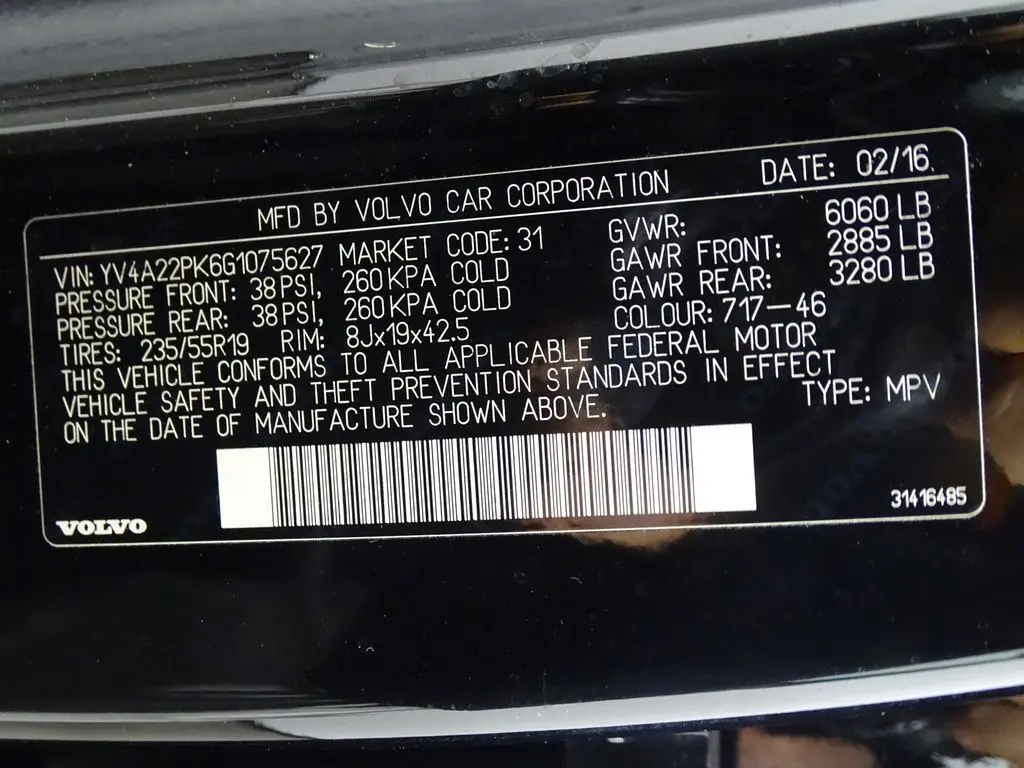 MFD BY VOLVO CAR CORPORATION DATE: 02/16
VIN: YV4A22PK6G1075627 MARKET CODE: 31 GVWR: 6060 LB
PRESSURE FRONT: 38 PSI, 260 KPA COLD GAWR FRONT: 2885 LB
PRESSURE REAR: 38 PSI, 260 KPA COLD GAWR REAR: 3280 LB
TIRES: 235/55R19 RIM: 8Jx19x42.5 COLOUR: 717-46
THIS VEHICLE CONFORMS TO ALL APPLICABLE FEDERAL MOTOR
VEHICLE SAFETY AND THEFT PREVENTION STANDARDS IN EFFECT
ON THE DATE OF MANUFACTURE SHOWN ABOVE. TYPE: MPV
VOLVO 31416485